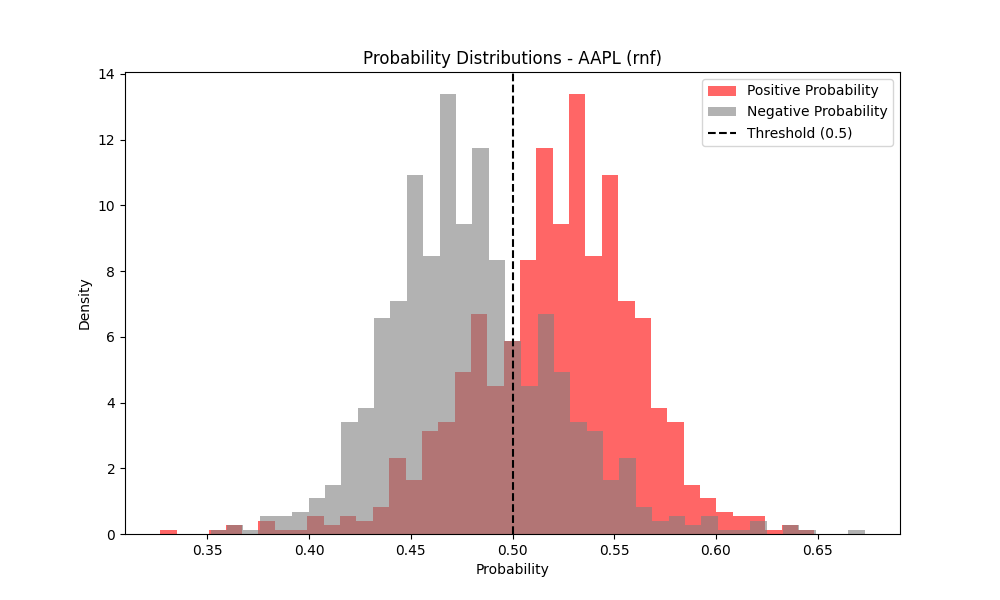 Probability Distributions - AAPL (rnf)
Positive Probability
Negative Probability
Threshold (0.5)
Density
14
12
10
8
6
4
2
0
0.35 0.40 0.45 0.50 0.55 0.60 0.65
Probability